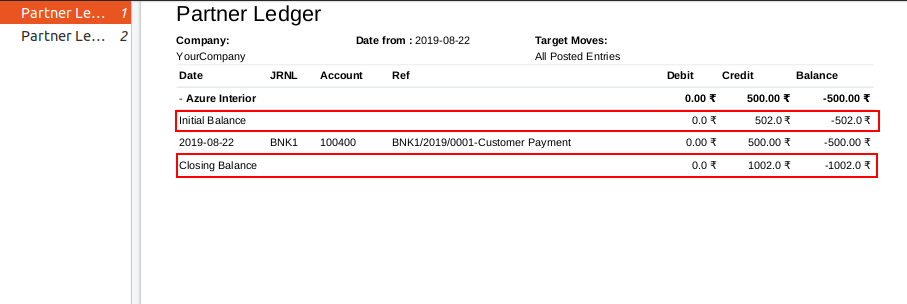 Partner Le... 1
Partner Le... 2
Partner Ledger
Company: Date from : 2019-08-22 Target Moves:
YourCompany All Posted Entries
Date JRNL Account Ref Debit Credit Balance
- Azure Interior 0.00 ₹ 500.00 ₹ -500.00 ₹
Initial Balance 0.0 ₹ 502.0 ₹ -502.0 ₹
2019-08-22 BNK1 100400 BNK1/2019/0001-Customer Payment 0.00 ₹ 500.00 ₹ -500.00 ₹
Closing Balance 0.0 ₹ 1002.0 ₹ -1002.0 ₹